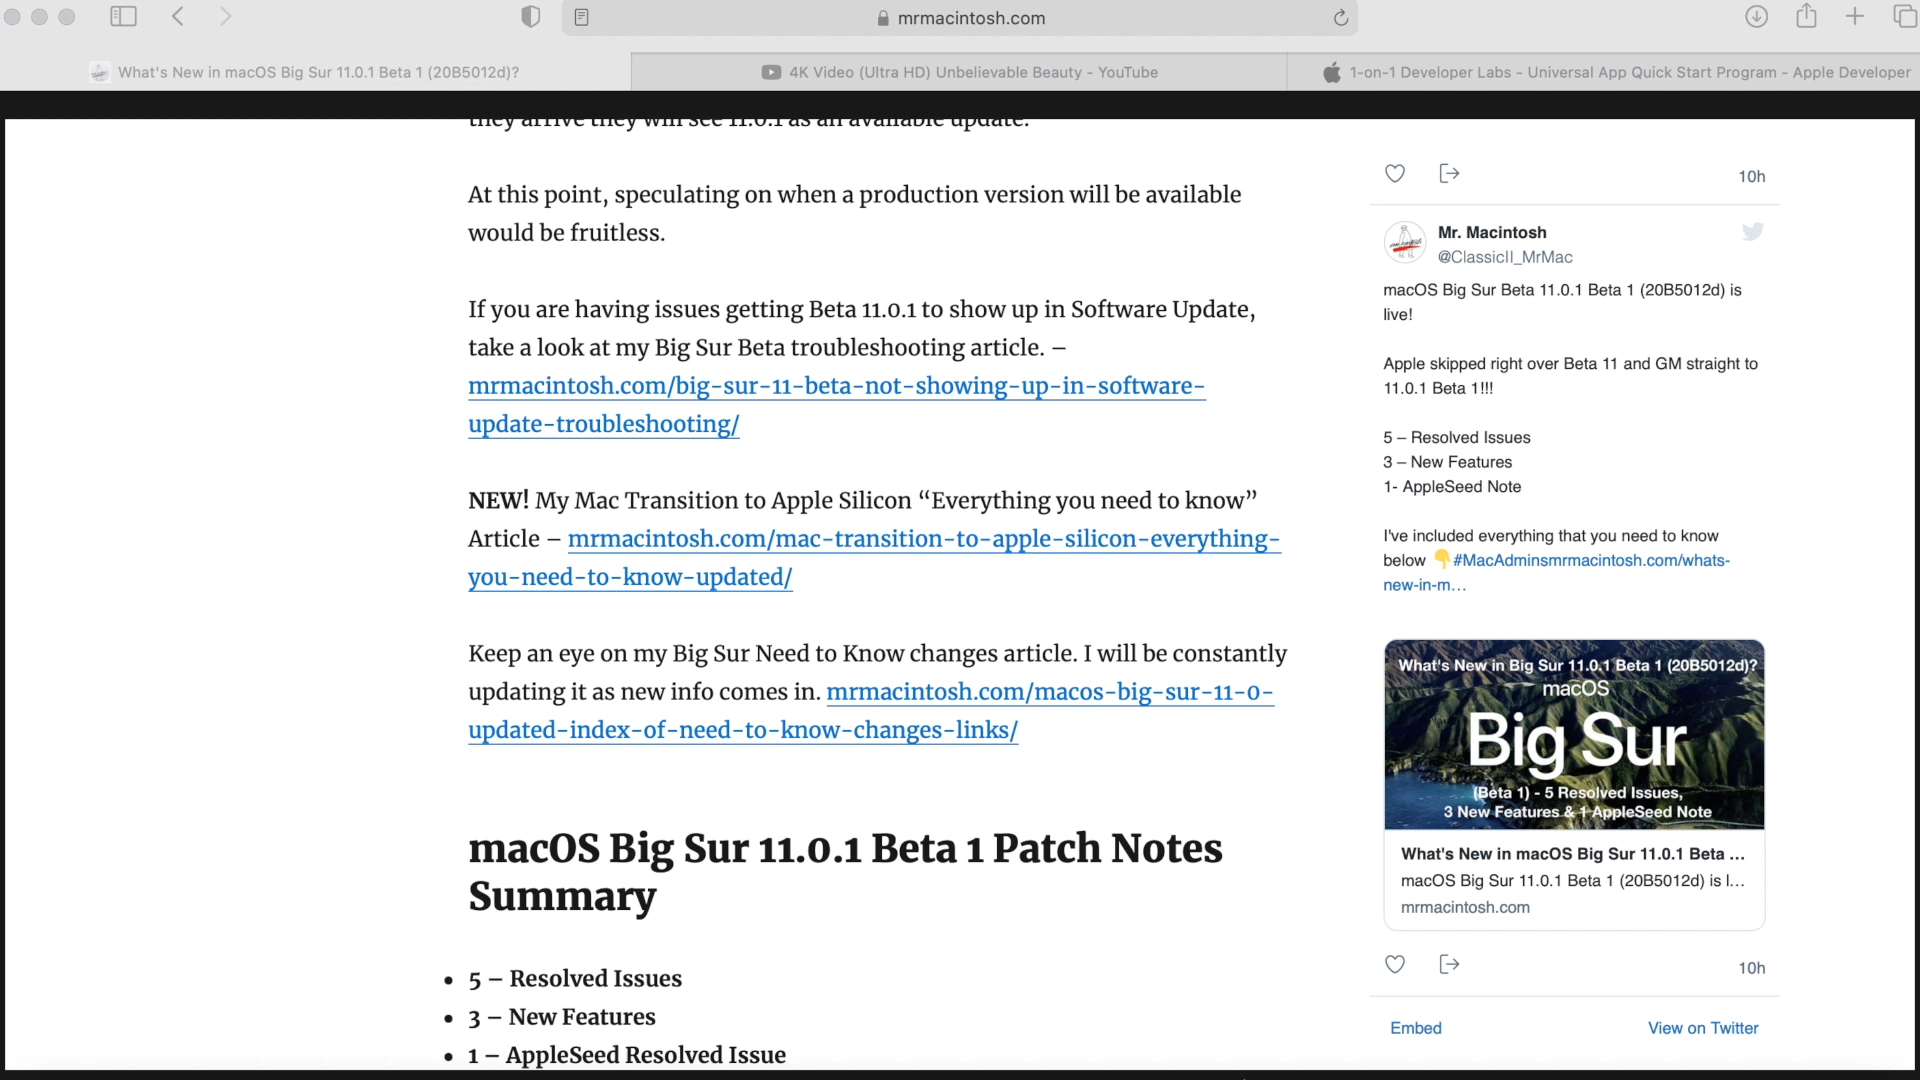 mrmacintosh.com
What's New in macOS Big Sur 11.0.1 Beta 1 (20B5012d)?
4K Video (Ultra HD) Unbelievable Beauty - YouTube
1-on-1 Developer Labs - Universal App Quick Start Program - Apple Developer
they arrive they will see 11.0.1 as an available update.
At this point, speculating on when a production version will be available
would be fruitless.
If you are having issues getting Beta 11.0.1 to show up in Software Update,
take a look at my Big Sur Beta troubleshooting article. –
mrmacintosh.com/big-sur-11-beta-not-showing-up-in-software-
update-troubleshooting/
NEW! My Mac Transition to Apple Silicon “Everything you need to know”
Article – mrmacintosh.com/mac-transition-to-apple-silicon-everything-
you-need-to-know-updated/
Keep an eye on my Big Sur Need to Know changes article. I will be constantly
updating it as new info comes in. mrmacintosh.com/macos-big-sur-11-0-
updated-index-of-need-to-know-changes-links/
macOS Big Sur 11.0.1 Beta 1 Patch Notes
Summary
• 5 – Resolved Issues
• 3 – New Features
• 1 – AppleSeed Resolved Issue
10h
Mr. Macintosh
@ClassicII_MrMac
macOS Big Sur Beta 11.0.1 Beta 1 (20B5012d) is
live!
Apple skipped right over Beta 11 and GM straight to
11.0.1 Beta 1!!!
5 – Resolved Issues
3 – New Features
1- AppleSeed Note
I've included everything that you need to know
below 👇#MacAdminsmrmacintosh.com/whats-
new-in-m…
What's New in Big Sur 11.0.1 Beta 1 (20B5012d)?
macOS
Big Sur
(Beta 1) - 5 Resolved Issues,
3 New Features & 1 AppleSeed Note
What's New in macOS Big Sur 11.0.1 Beta ...
macOS Big Sur 11.0.1 Beta 1 (20B5012d) is l...
mrmacintosh.com
10h
Embed
View on Twitter